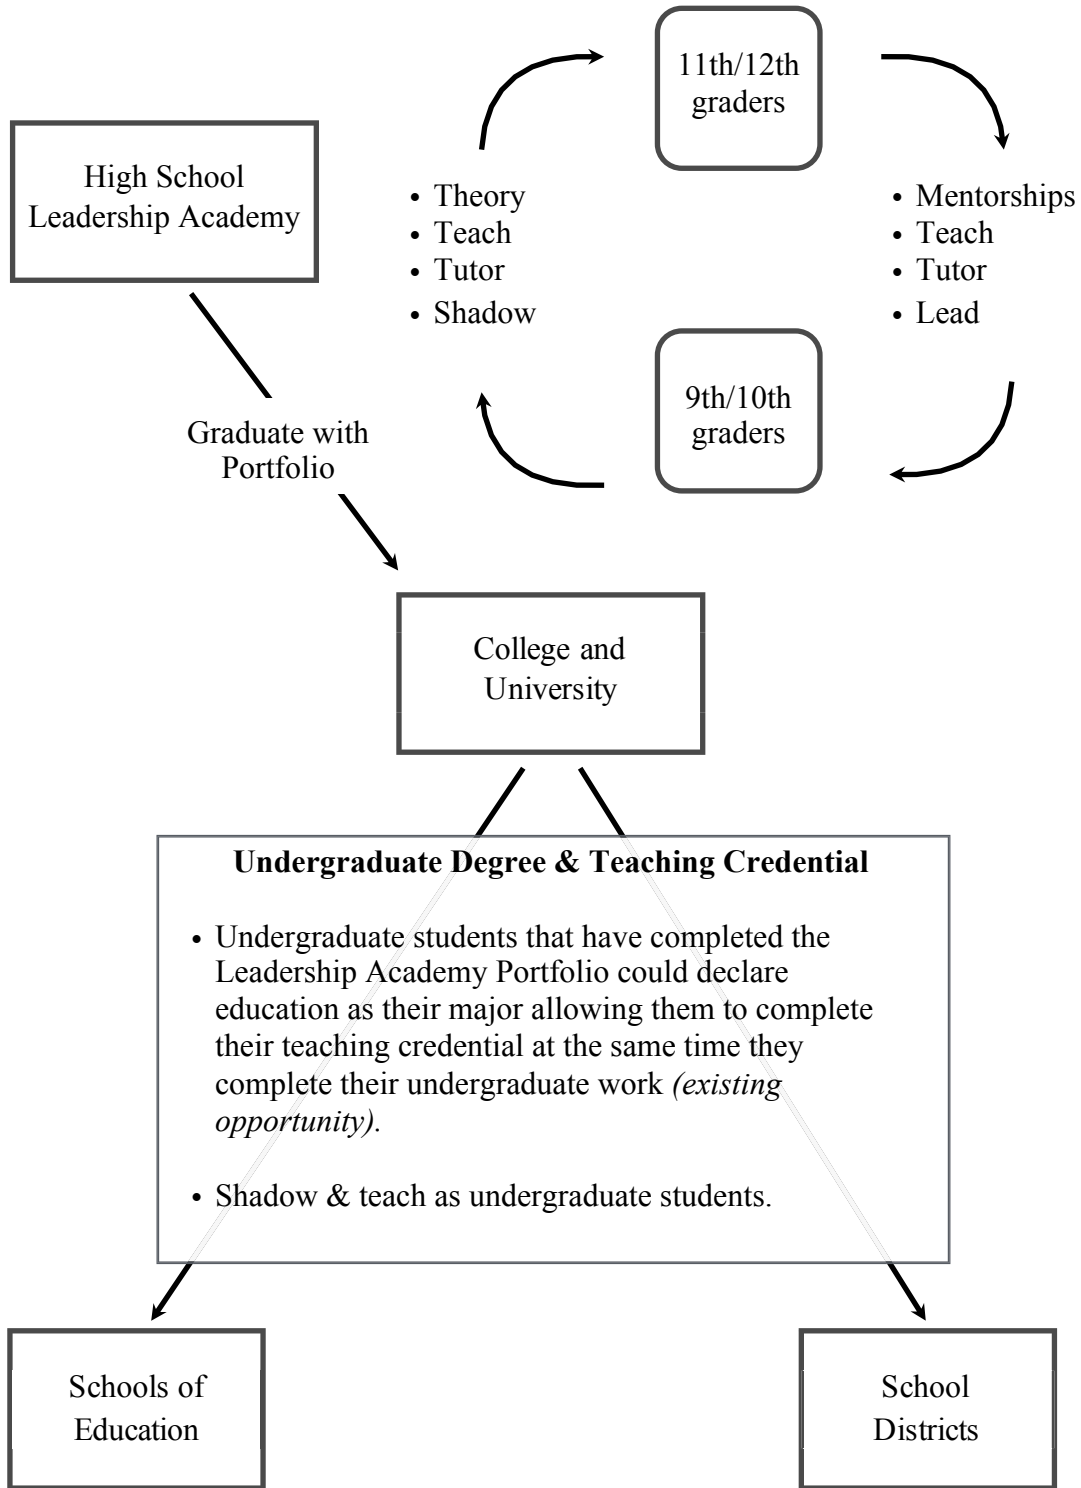 11th/12th
graders
High School
Leadership Academy
• Theory
• Teach
• Tutor
• Shadow
• Mentorships
• Teach
• Tutor
• Lead
9th/10th
graders
Graduate with
Portfolio
College and
University
Undergraduate Degree & Teaching Credential
• Undergraduate students that have completed the
Leadership Academy Portfolio could declare
education as their major allowing them to complete
their teaching credential at the same time they
complete their undergraduate work (existing
opportunity).
• Shadow & teach as undergraduate students.
Schools of
Education
School
Districts